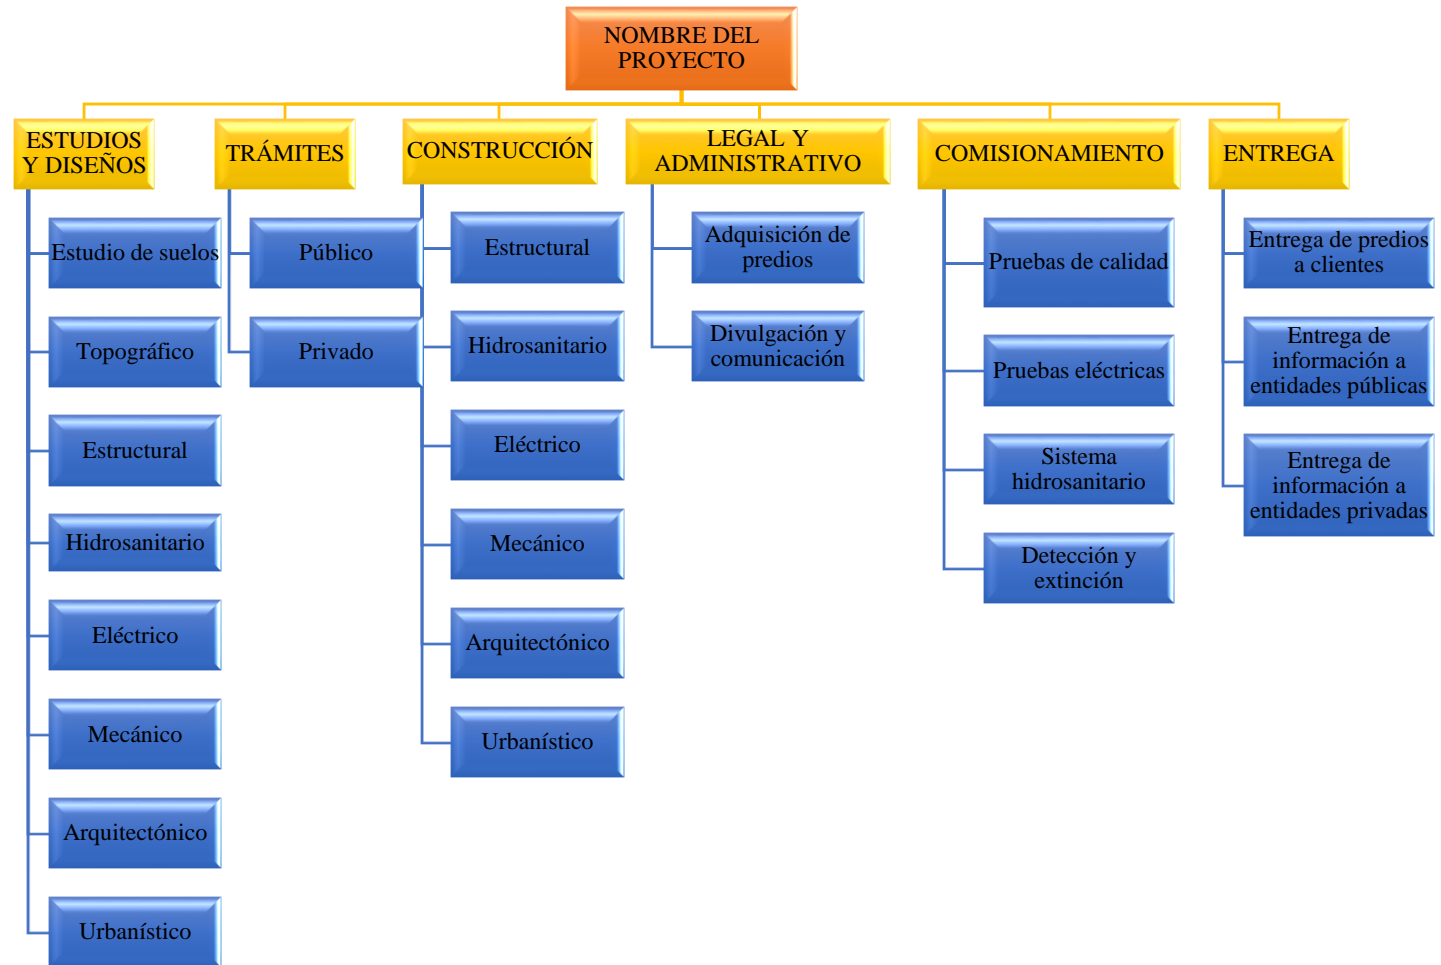 NOMBRE DEL
PROYECTO
ESTUDIOS
Y DISEÑOS
Estudio de suelos
Topográfico
Estructural
Hidrosanitario
Eléctrico
Mecánico
Arquitectónico
Urbanístico
TRÁMITES
Público
Privado
CONSTRUCCIÓN
Estructural
Hidrosanitario
Eléctrico
Mecánico
Arquitectónico
Urbanístico
LEGAL Y
ADMINISTRATIVO
Adquisición de
predios
Divulgación y
comunicación
COMISIONAMIENTO
Pruebas de calidad
Pruebas eléctricas
Sistema
hidrosanitario
Detección y
extinción
ENTREGA
Entrega de predios
a clientes
Entrega de
información a
entidades públicas
Entrega de
información a
entidades privadas